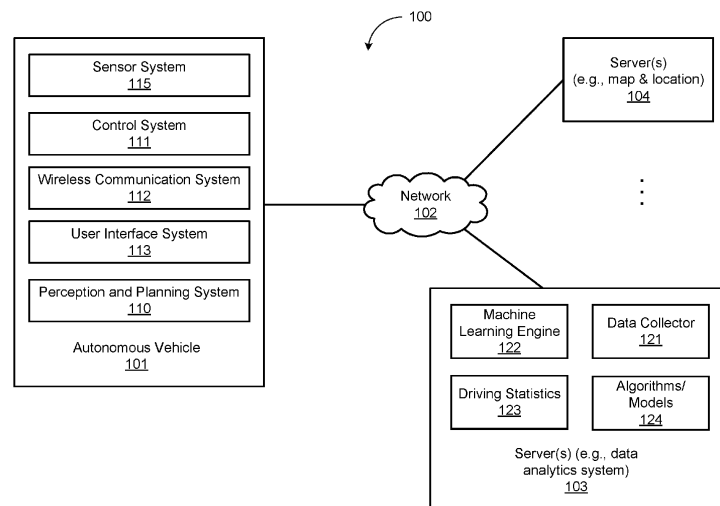 100
Sensor System
115
Control System
111
Wireless Communication System
112
User Interface System
113
Perception and Planning System
110
Autonomous Vehicle
101
Network
102
Server(s)
(e.g., map & location)
104
Machine
Learning Engine
122
Data Collector
121
Driving Statistics
123
Algorithms/
Models
124
Server(s) (e.g., data
analytics system)
103